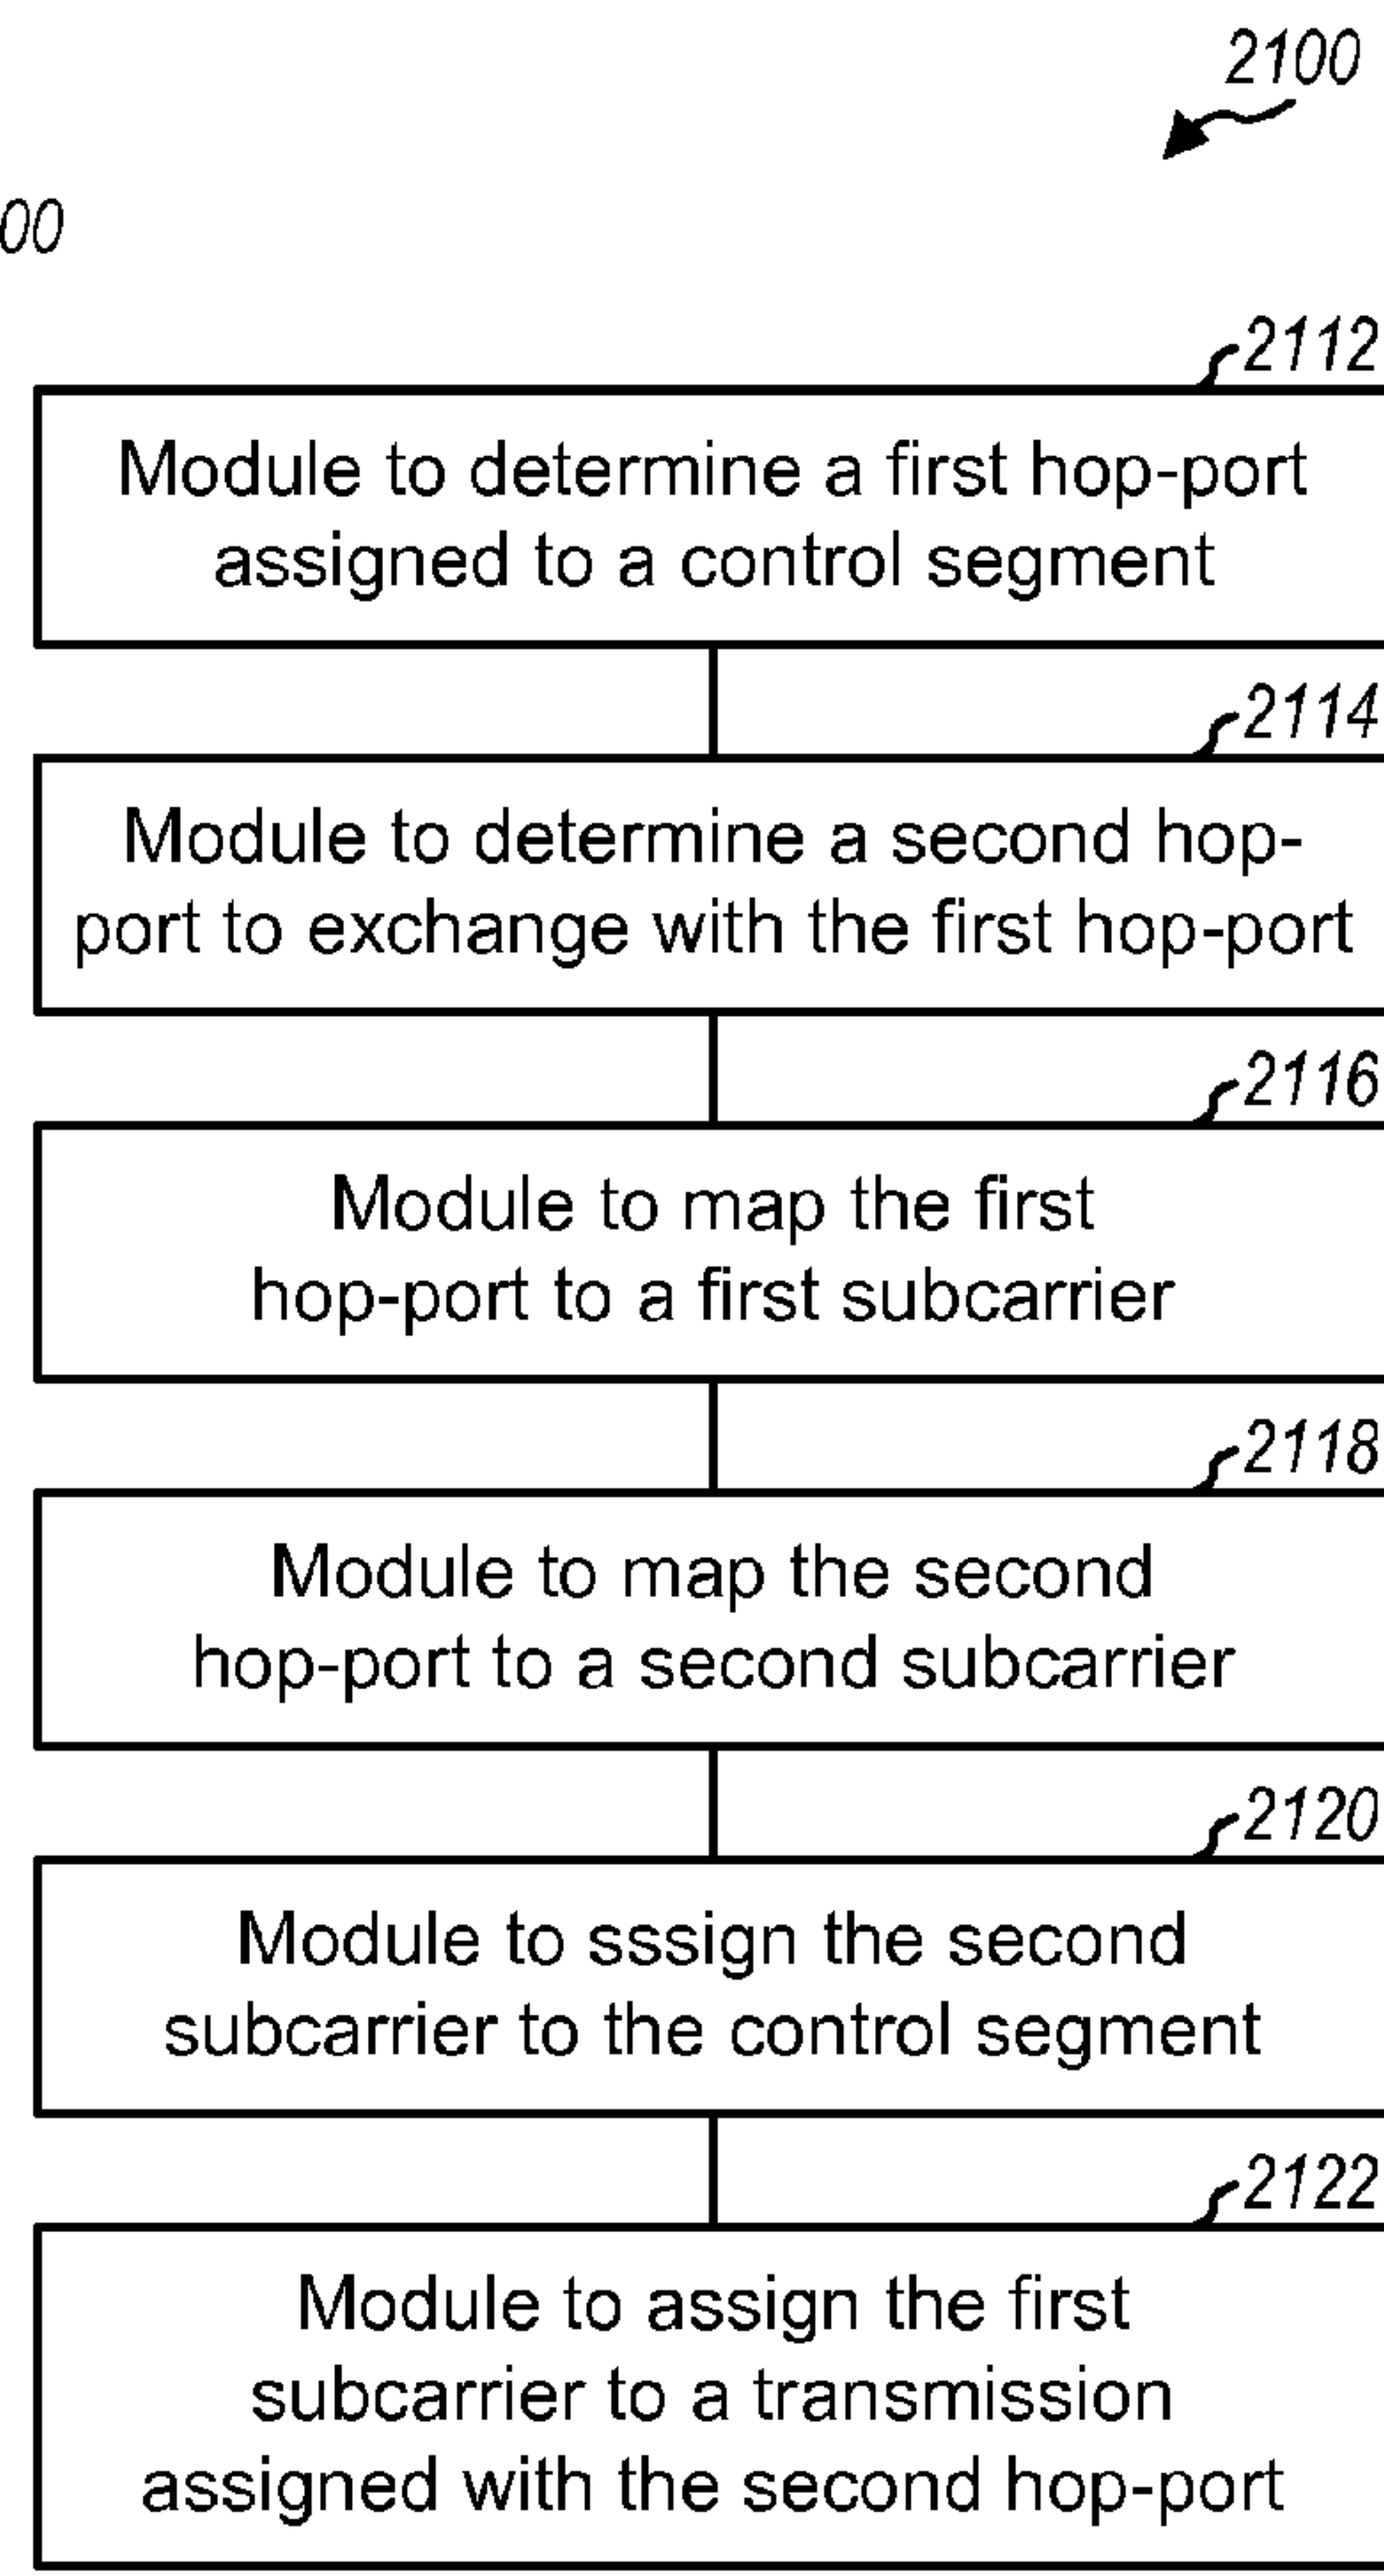 2100
00
2112
Module to determine a first hop-port
assigned to a control segment
2114
Module to determine a second hop-
port to exchange with the first hop-port
2116
Module to map the first
hop-port to a first subcarrier
2118
Module to map the second
hop-port to a second subcarrier
2120
Module to sssign the second
subcarrier to the control segment
2122
Module to assign the first
subcarrier to a transmission
assigned with the second hop-port